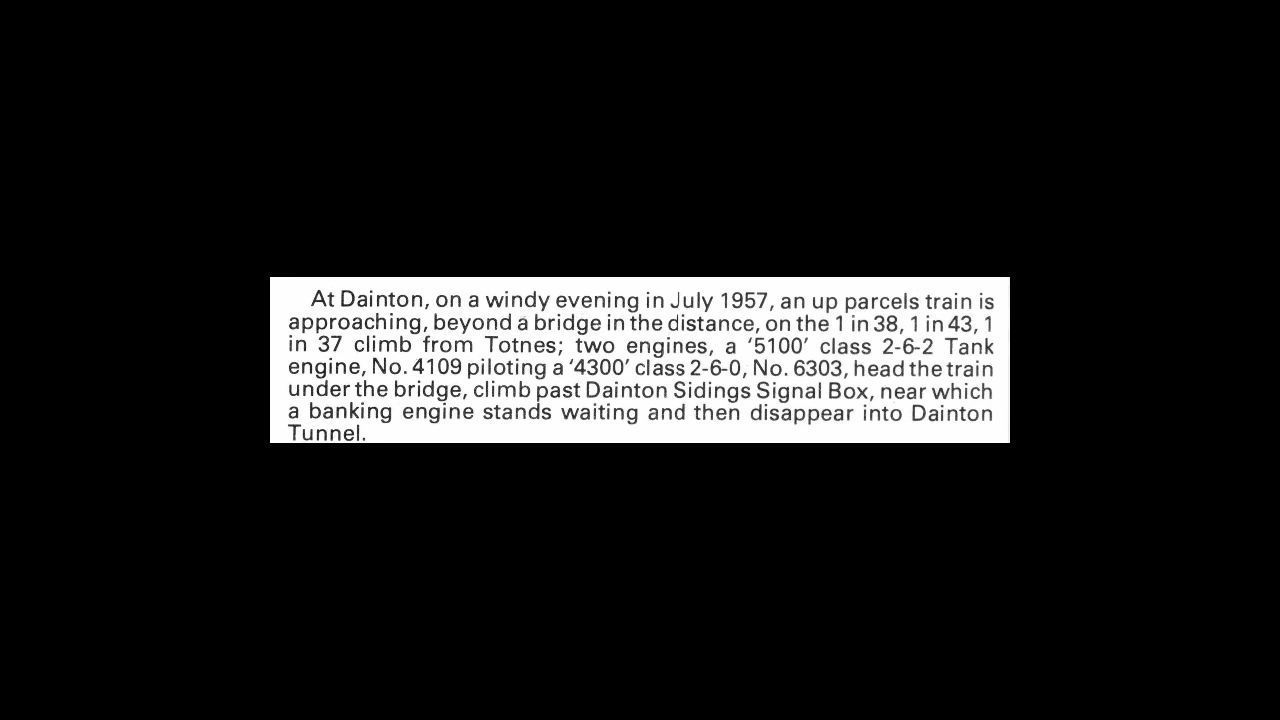 At Dainton, on a windy evening in July 1957, an up parcels train is
approaching, beyond a bridge in the distance, on the 1 in 38, 1 in 43, 1
in 37 climb from Totnes; two engines, a ‘5100’ class 2-6-2 Tank
engine, No. 4109 piloting a ‘4300’ class 2-6-0, No. 6303, head the train
under the bridge, climb past Dainton Sidings Signal Box, near which
a banking engine stands waiting and then disappear into Dainton
Tunnel.